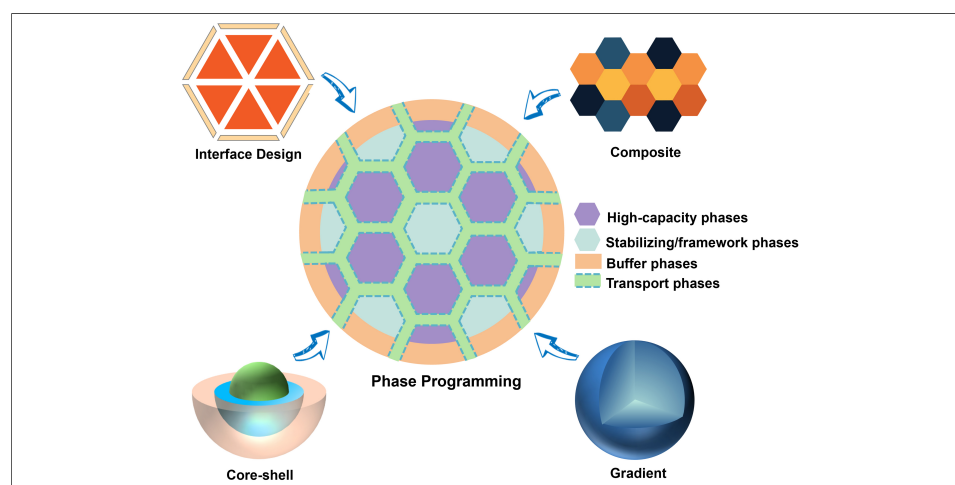 Interface Design
Composite
High-capacity phases
Stabilizing/framework phases
Buffer phases
Transport phases
Phase Programming
Core-shell
Gradient